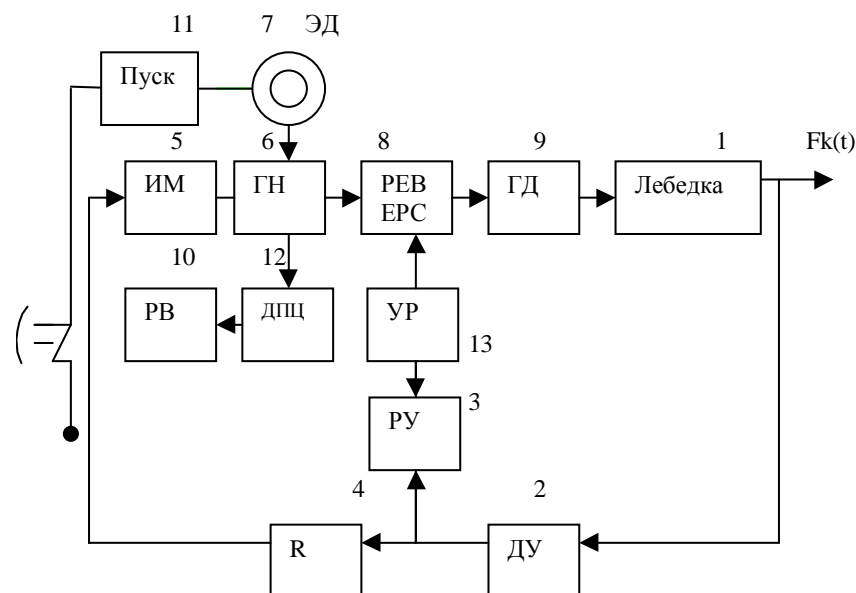 11 7 ЭД
Пуск
5 6 8 9 1 Fk(t)
ИМ ГН РЕВ ЕРС ГД Лебедка
10 12
РВ ДПЦ УР
13
РУ 3
4 2
R ДУ